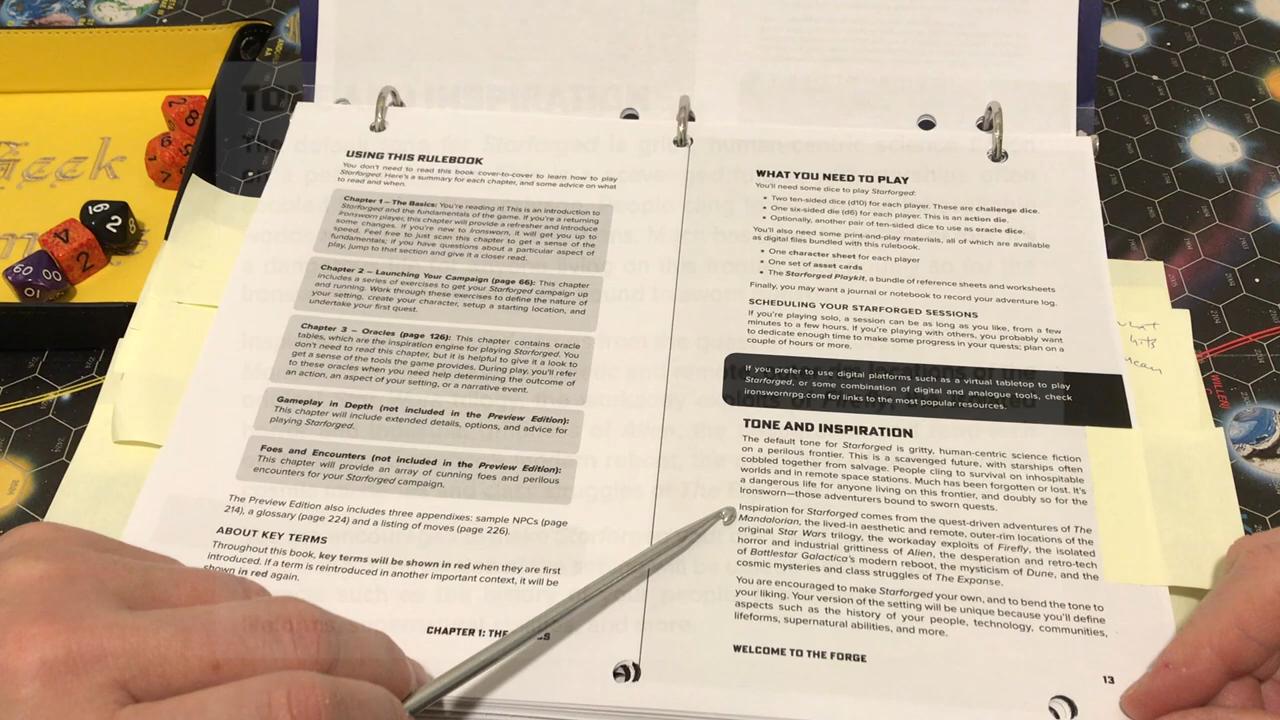 USING THIS RULEBOOK
You don't need to read this book cover-to-cover to learn how to play
Starforged. Here's a summary for each chapter, and some advice on what
to read and when.
Chapter 1 – The Basics: You're reading it! This is an introduction to
Starforged and the fundamentals of the game. If you're a returning
Ironsworn player, this chapter will provide a refresher and introduce
some changes. If you're new to Ironsworn, it will get you up to
speed. Feel free to just scan this chapter to get a sense of the
fundamentals; if you have questions about a particular aspect of
play, jump to that section and give it a closer read.
Chapter 2 – Launching Your Campaign (page 66): This chapter
includes a series of exercises to get your Starforged campaign up
and running. Work through these exercises to define the nature of
your setting, create your character, setup a starting location, and
undertake your first quest.
Chapter 3 – Oracles (page 126): This chapter contains oracle
tables, which are the inspiration engine for playing Starforged. You
don't need to read this chapter, but it is helpful to give it a look to
get a sense of the tools the game provides. During play, you'll refer
to these oracles when you need help determining the outcome of
an action, an aspect of your setting, or a narrative event.
Gameplay in Depth (not included in the Preview Edition):
This chapter will include extended details, options, and advice for
playing Starforged.
Foes and Encounters (not included in the Preview Edition):
This chapter will provide an array of cunning foes and perilous
encounters for your Starforged campaign.
The Preview Edition also includes three appendixes: sample NPCs (page
214), a glossary (page 224) and a listing of moves (page 226).
ABOUT KEY TERMS
Throughout this book, key terms will be shown in red when they are first
introduced. If a term is reintroduced in another important context, it will be
shown in red again.
CHAPTER 1: THE
WHAT YOU NEED TO PLAY
You'll need some dice to play Starforged:
• Two ten-sided dice (d10) for each player. These are challenge dice.
• One six-sided die (d6) for each player. This is an action die.
• Optionally, another pair of ten-sided dice to use as oracle dice.
You'll also need some print-and-play materials, all of which are available
as digital files bundled with this rulebook.
• One character sheet for each player
• One set of asset cards
• The Starforged Playkit, a bundle of reference sheets and worksheets
Finally, you may want a journal or notebook to record your adventure log.
SCHEDULING YOUR STARFORGED SESSIONS
If you're playing solo, a session can be as long as you like, from a few
minutes to a few hours. If you're playing with others, you probably want
to dedicate enough time to make some progress in your quests; plan on a
couple of hours or more.
If you prefer to use digital platforms such as a virtual tabletop to play
Starforged, or some combination of digital and analogue tools, check
ironswornrpg.com for links to the most popular resources.
TONE AND INSPIRATION
The default tone for Starforged is gritty, human-centric science fiction
on a perilous frontier. This is a scavenged future, with starships often
cobbled together from salvage. People cling to survival on inhospitable
worlds and in remote space stations. Much has been forgotten or lost. It's
a dangerous life for anyone living on this frontier, and doubly so for the
Ironsworn—those adventurers bound to sworn quests.
Inspiration for Starforged comes from the quest-driven adventures of The
Mandalorian, the lived-in aesthetic and remote, outer-rim locations of the
original Star Wars trilogy, the workaday exploits of Firefly, the isolated
horror and industrial grittiness of Alien, the desperation and retro-tech
of Battlestar Galactica's modern reboot, the mysticism of Dune, and the
cosmic mysteries and class struggles of The Expanse.
You are encouraged to make Starforged your own, and to bend the tone to
your liking. Your version of the setting will be unique because you'll define
aspects such as the history of your people, technology, communities,
lifeforms, supernatural abilities, and more.
WELCOME TO THE FORGE
13